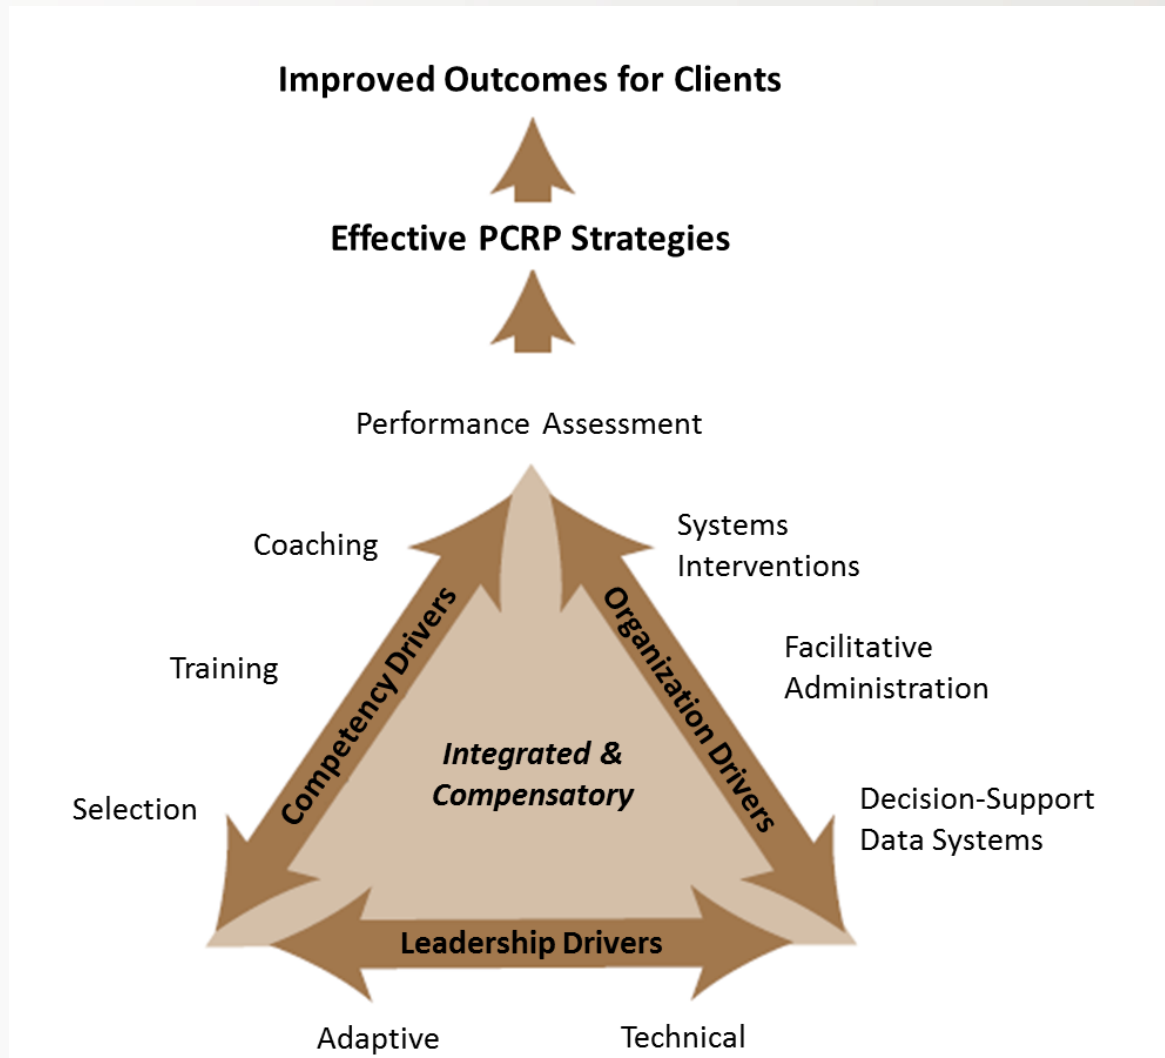 Improved Outcomes for Clients
Effective PCRP Strategies
Performance Assessment
Coaching
Systems
Interventions
Training
Facilitative
Administration
Competency Drivers
Organization Drivers
Integrated &
Compensatory
Selection
Decision-Support
Data Systems
Leadership Drivers
Adaptive
Technical